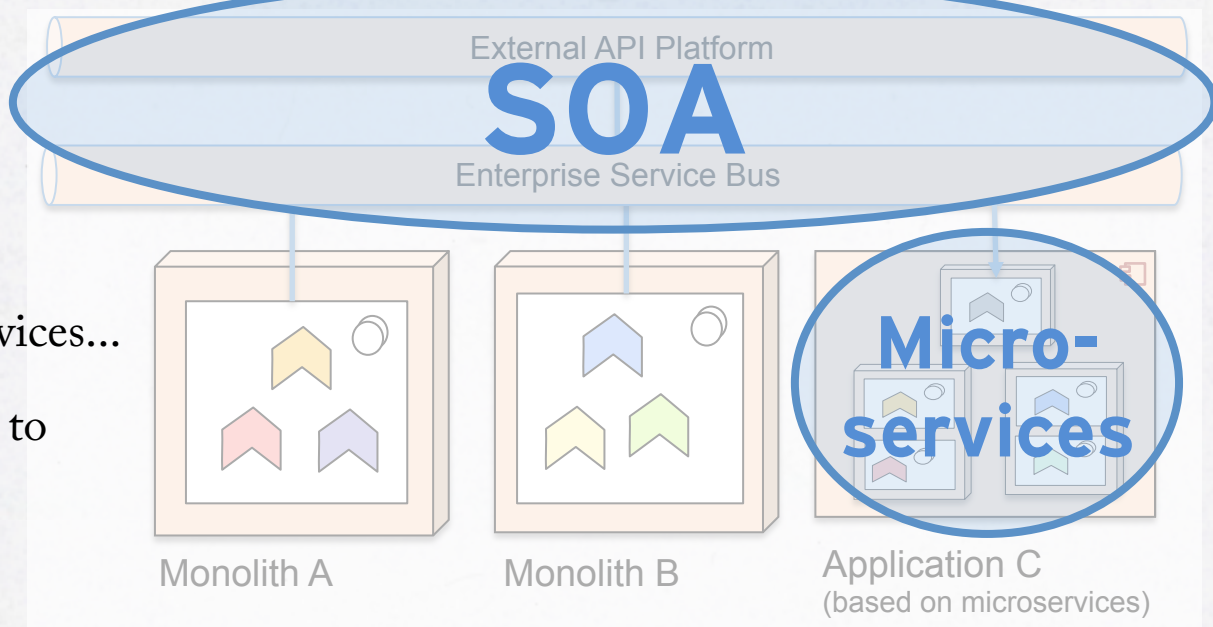 External API Platform
SOA
Enterprise Service Bus
vices...
to
Micro-
services
Monolith A
Monolith B
Application C
(based on microservices)